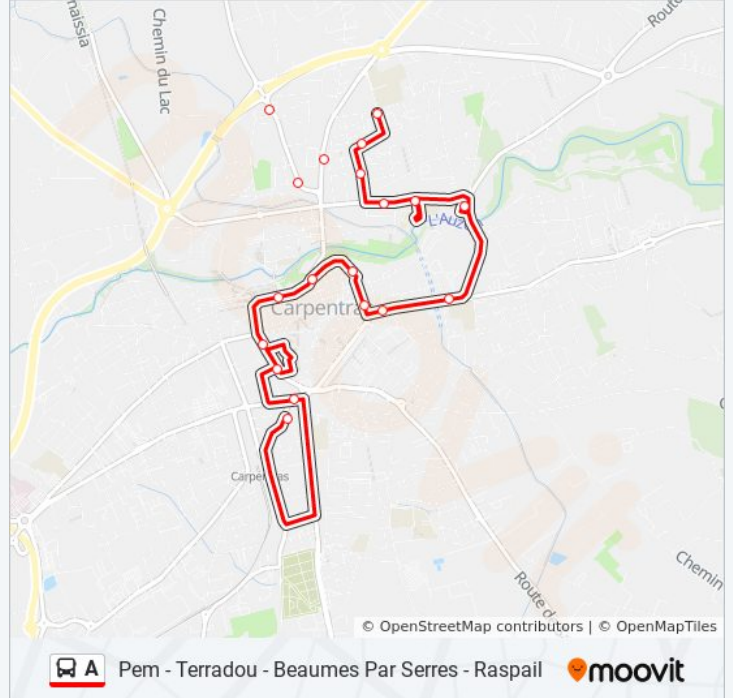 naissia
Chemin du Lac
Route
L'Auzon
Carpentras
Carpentras
Route d
Chemin
© OpenStreetMap contributors | © OpenMapTiles
A Pem - Terradou - Beaumes Par Serres - Raspail moovit